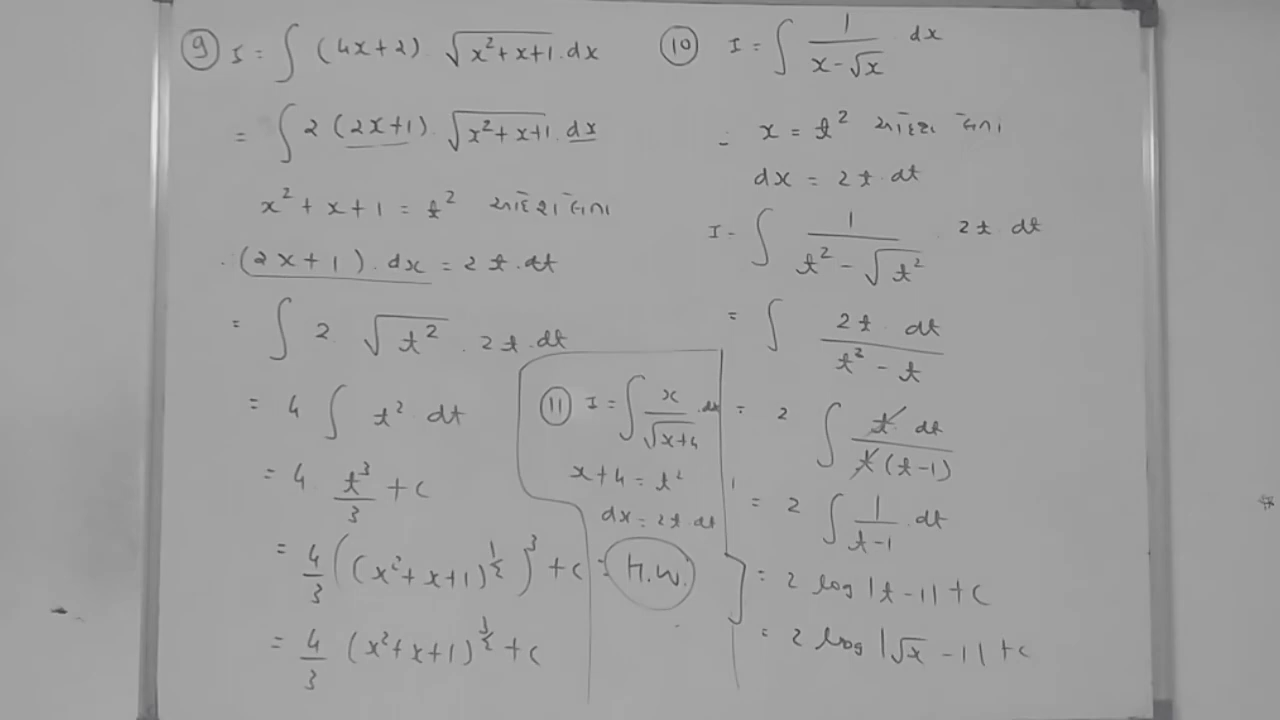 ⑨ I = ∫ (4x+2) . √(x²+x+1) . dx
= ∫ 2 (2x+1) . √(x²+x+1) . dx
x²+x+1 = t² આદેશ લેતા
(2x+1) . dx = 2t . dt
= ∫ 2 . √(t²) . 2t . dt
= 4 ∫ t² dt
= 4 t³/3 + c
= 4/3 ((x²+x+1)^(1/2))³ + c
= 4/3 (x²+x+1)^(3/2) + c
⑪ I = ∫ x/√(x+4) . dx
x+4 = t²
dx = 2t . dt
H.W.
⑩ I = ∫ 1/(x-√x) dx
x = t² આદેશ લેતા
dx = 2t . dt
I = ∫ 1/(t² - √(t²)) . 2t dt
= ∫ 2t dt/(t² - t)
= 2 ∫ t dt/(t(t-1))
= 2 ∫ 1/(t-1) . dt
= 2 log |t-1| + c
= 2 log |√x - 1| + c